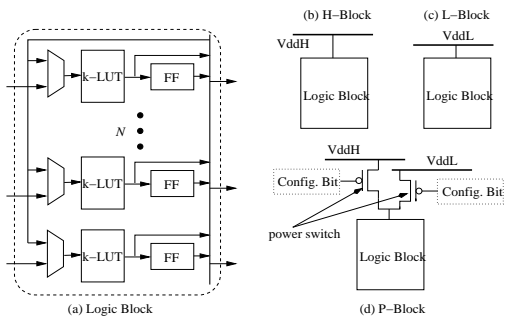 (b) H−Block
(c) L−Block
VddH
VddL
Logic Block
Logic Block
k−LUT
FF
N
k−LUT
FF
k−LUT
FF
(a) Logic Block
VddH
VddL
Config. Bit
Config. Bit
power switch
Logic Block
(d) P−Block